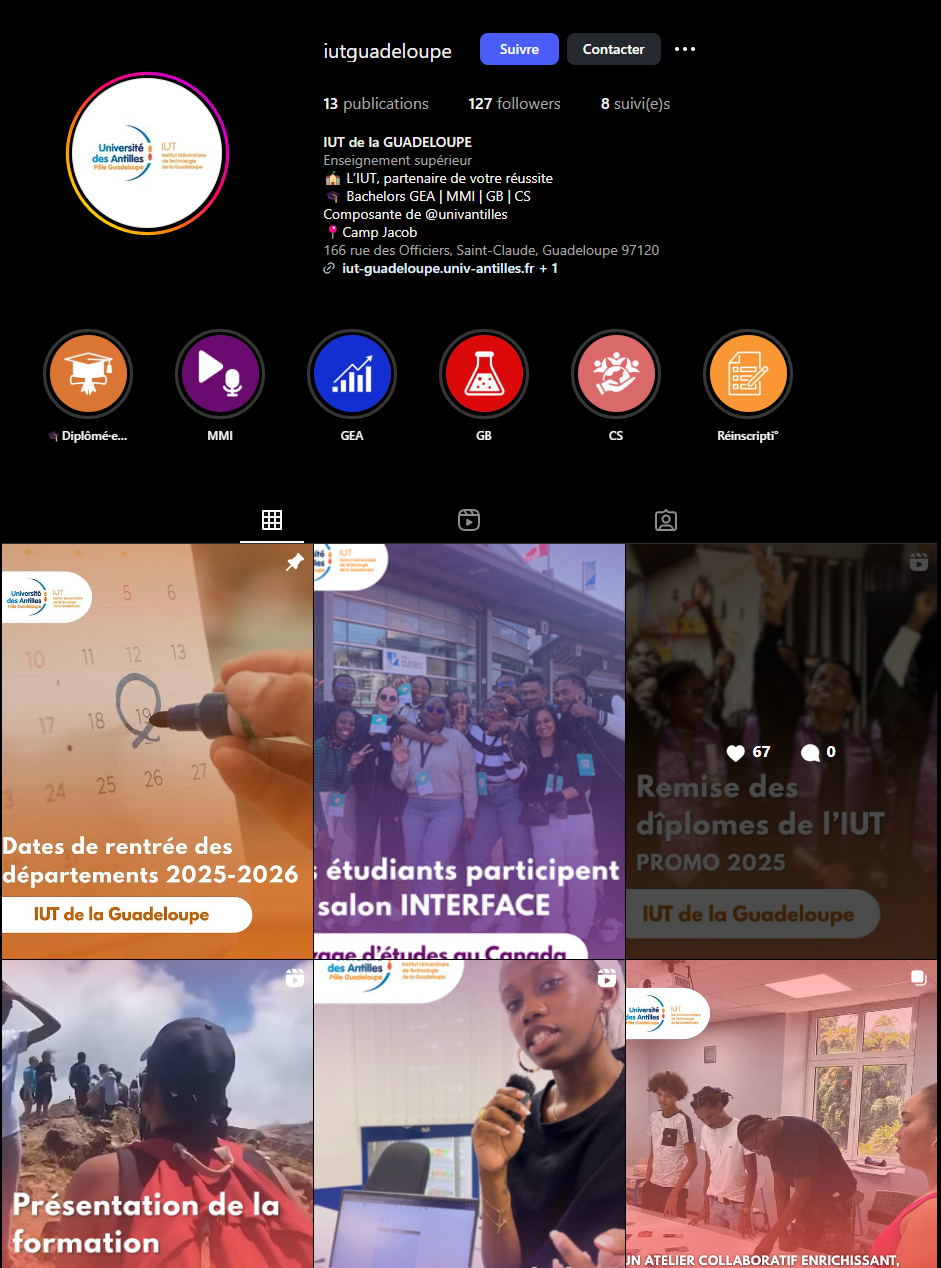 iutguadeloupe
Suivre
Contacter
13 publications
127 followers
8 suivi(e)s
IUT de la GUADELOUPE
Enseignement supérieur
L'IUT, partenaire de votre réussite
Bachelors GEA | MMI | GB | CS
Composante de @univantilles
Camp Jacob
166 rue des Officiers, Saint-Claude, Guadeloupe 97120
iut-guadeloupe.univ-antilles.fr + 1
Université
des Antilles
Pôle Guadeloupe
IUT
Institut Universitaire
de Technologie
de la Guadeloupe
Diplômé·e...
MMI
GEA
GB
CS
Réinscripti°
Université
des Antilles
Pôle Guadeloupe
IUT
Institut Universitaire
de Technologie
de la Guadeloupe
5 6
10 11 12 13
17 18 19
24 25 26 27
Dates de rentrée des
départements 2025-2026
IUT de la Guadeloupe
IUT
Institut Universitaire
de Technologie
de la Guadeloupe
QUÉBEC
étudiants participent
salon INTERFACE
d'études au Canada
67
0
Remise des
dîplomes de l'IUT
PROMO 2025
IUT de la Guadeloupe
Présentation de la
formation
des Antilles
Pôle Guadeloupe
Institut Universitaire
de Technologie
de la Guadeloupe
Université
des Antilles
Pôle Guadeloupe
IUT
Institut Universitaire
de Technologie
de la Guadeloupe
UN ATELIER COLLABORATIF ENRICHISSANT,